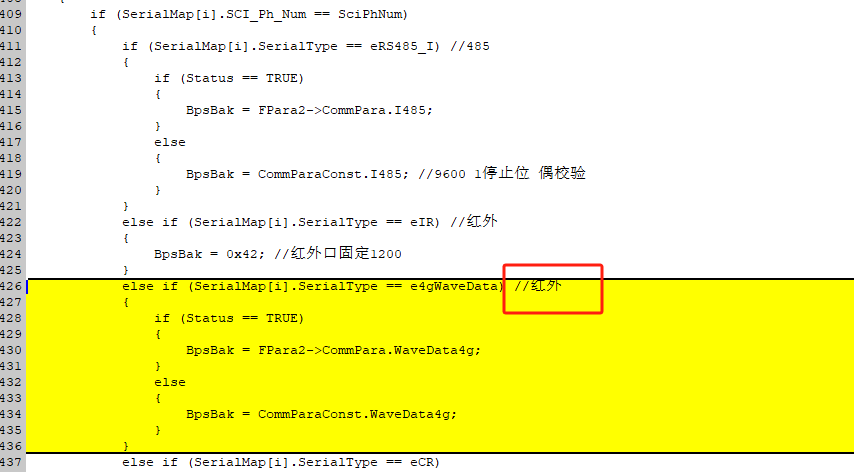 409 if (SerialMap[i].SCI_Ph_Num == SciPhNum)
410 {
411 if (SerialMap[i].SerialType == eRS485_I) //485
412 {
413 if (Status == TRUE)
414 {
415 BpsBak = FPara2->CommPara.I485;
416 }
417 else
418 {
419 BpsBak = CommParaConst.I485; //9600 1停止位 偶校验
420 }
421 }
422 else if (SerialMap[i].SerialType == eIR) //红外
423 {
424 BpsBak = 0x42; //红外口固定1200
425 }
426 else if (SerialMap[i].SerialType == e4gWaveData) //红外
427 {
428 if (Status == TRUE)
429 {
430 BpsBak = FPara2->CommPara.WaveData4g;
431 }
432 else
433 {
434 BpsBak = CommParaConst.WaveData4g;
435 }
436 }
437 else if (SerialMap[i].SerialType == eCR)